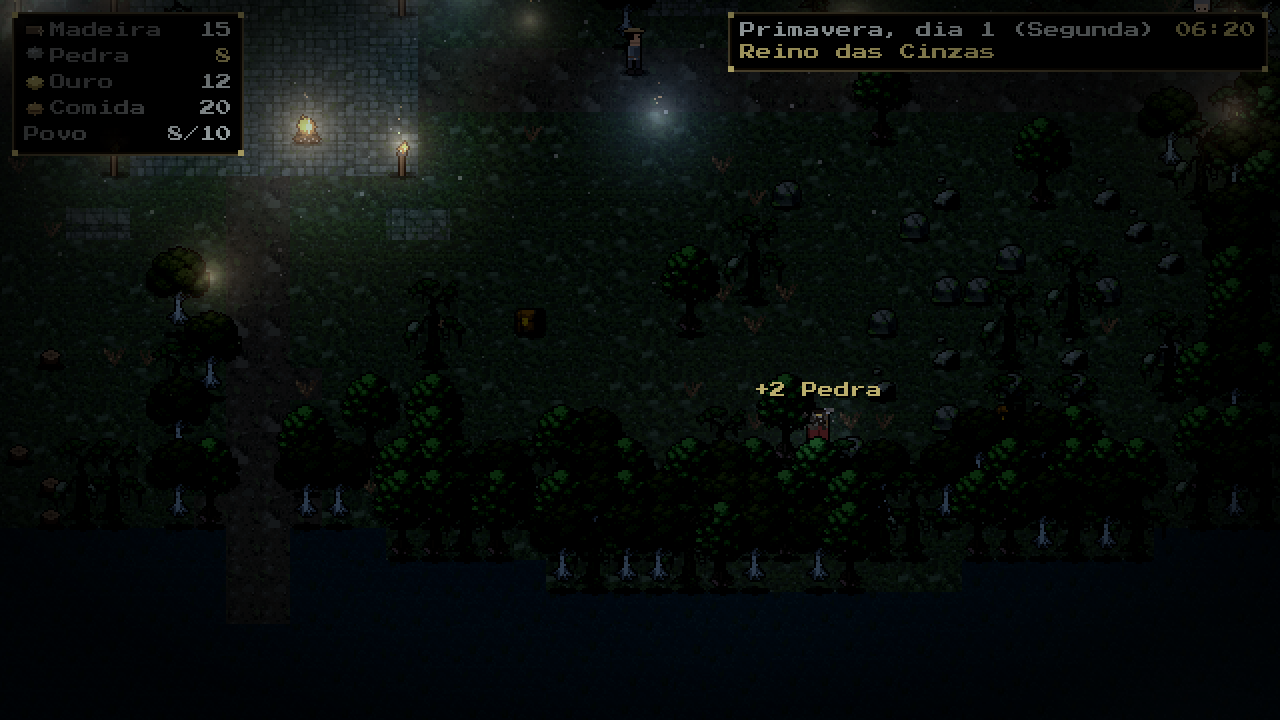 Madeira 15
Pedra 8
Ouro 12
Comida 20
Povo 8/10
Primavera, dia 1 (Segunda) 06:20
Reino das Cinzas
+2 Pedra